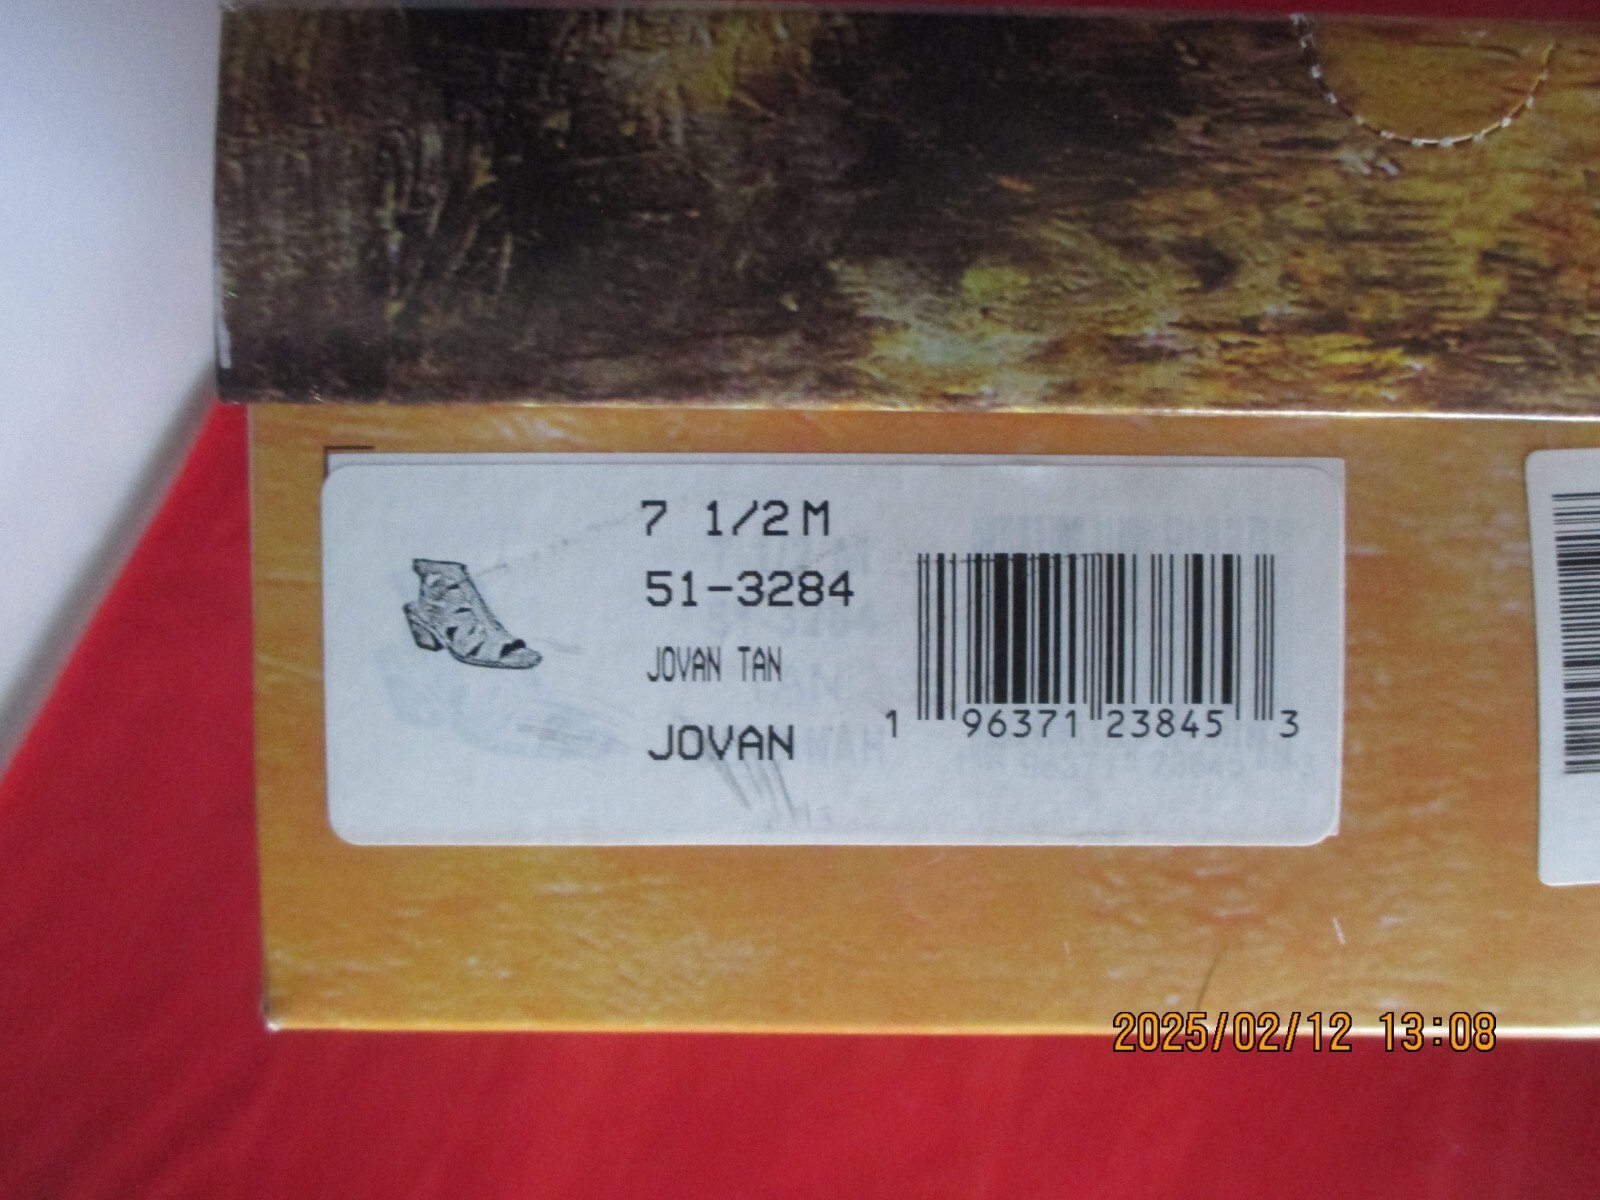 7 1/2 M
51-3284
JOVAN TAN
JOVAN
1 96371 23845 3
2025/02/12 13:08